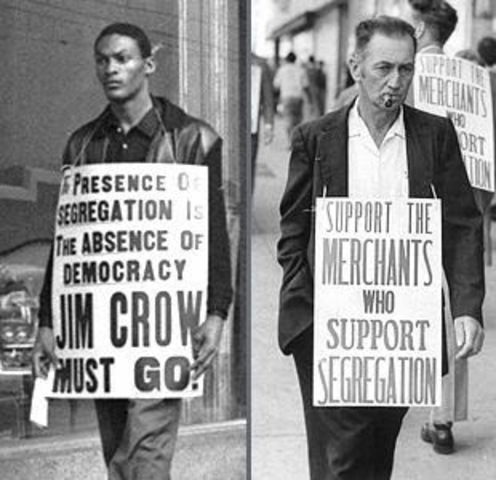 THE PRESENCE OF
SEGREGATION IS
THE ABSENCE OF
DEMOCRACY
JIM CROW
MUST GO!
SUPPORT THE
MERCHANTS
WHO
SUPPORT
SEGREGATION
SUPPORT THE
MERCHANTS
WHO